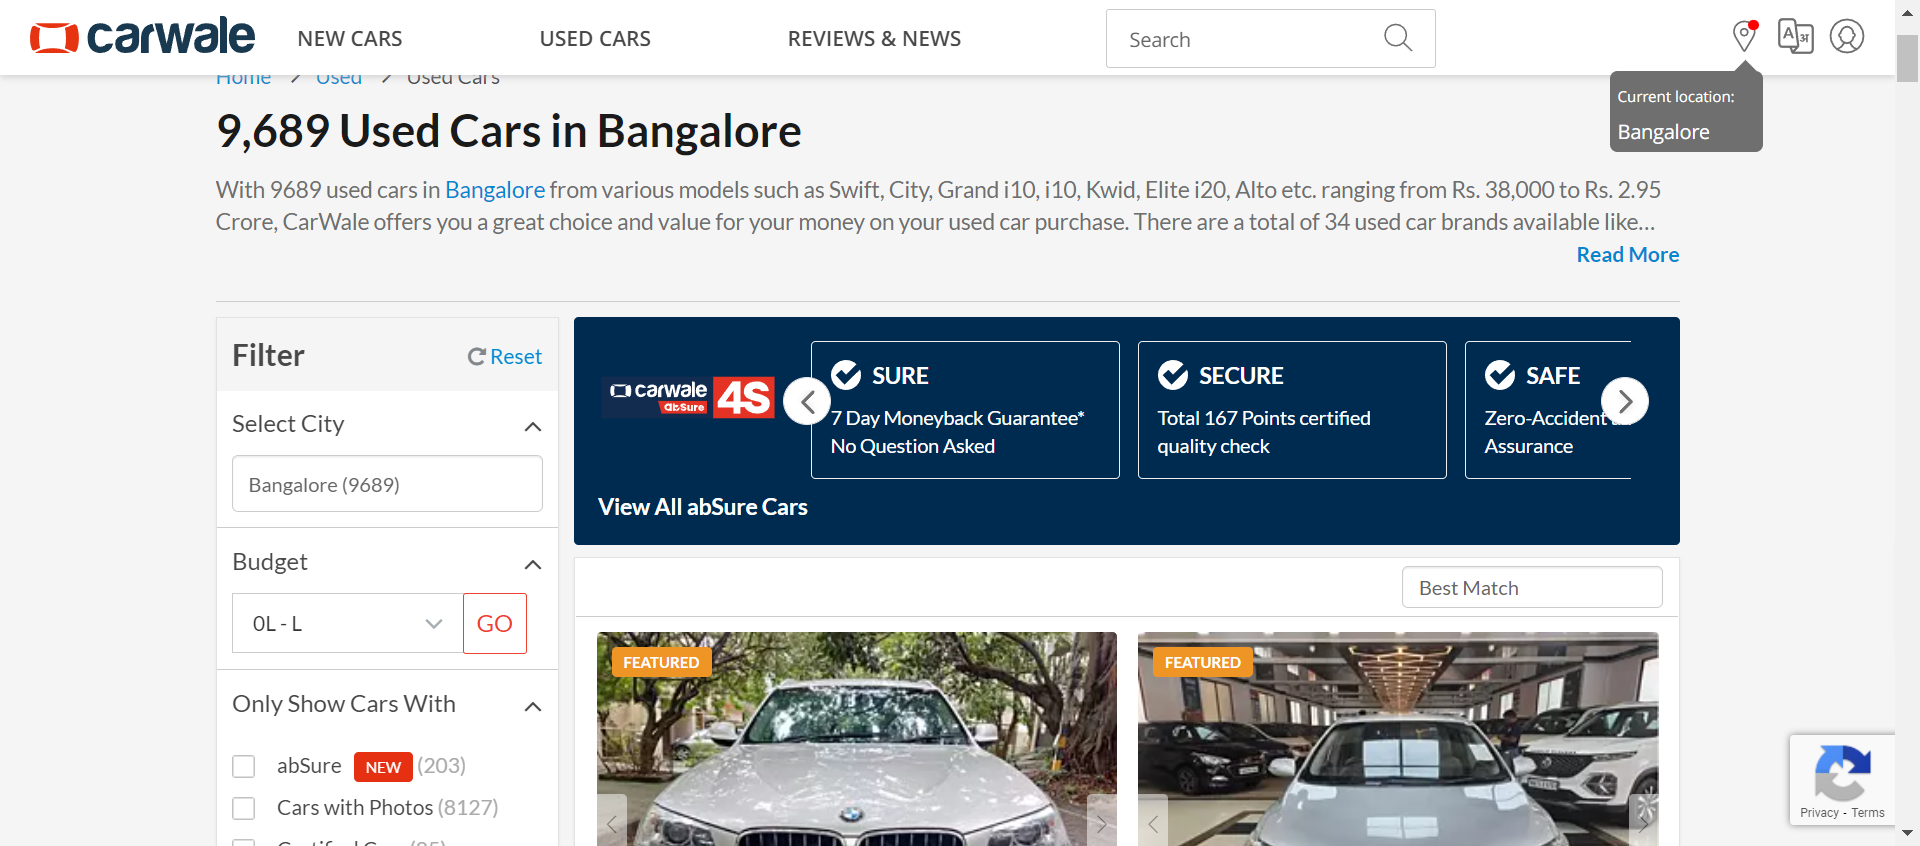 carwale NEW CARS USED CARS REVIEWS & NEWS Search
Current location:
Bangalore
Home Used Used Cars
9,689 Used Cars in Bangalore
With 9689 used cars in Bangalore from various models such as Swift, City, Grand i10, i10, Kwid, Elite i20, Alto etc. ranging from Rs. 38,000 to Rs. 2.95
Crore, CarWale offers you a great choice and value for your money on your used car purchase. There are a total of 34 used car brands available like...
Read More
Filter
Reset
Select City
Bangalore (9689)
Budget
0L - L
GO
Only Show Cars With
abSure NEW (203)
Cars with Photos (8127)
carwale
abSure
4S
SURE
7 Day Moneyback Guarantee*
No Question Asked
SECURE
Total 167 Points certified
quality check
SAFE
Zero-Accident
Assurance
View All abSure Cars
Best Match
FEATURED
FEATURED
Privacy - Terms